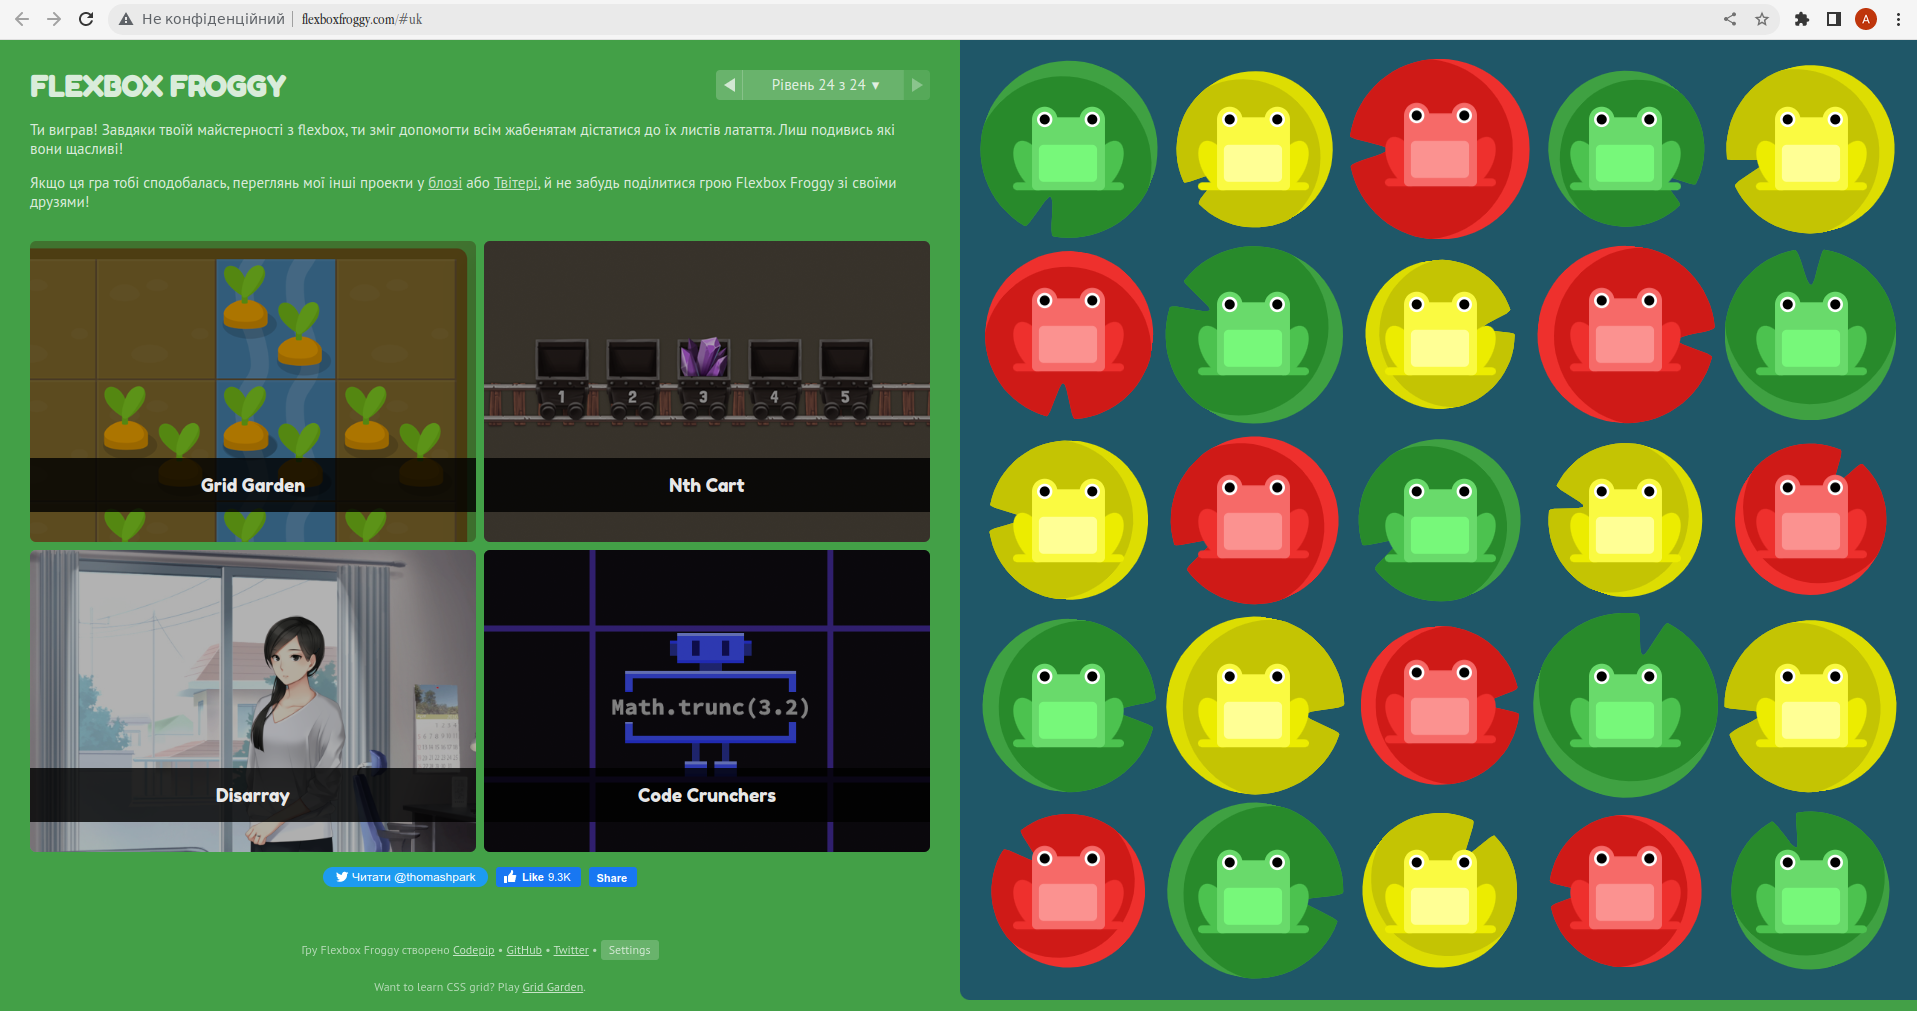 Не конфіденційний
flexboxfroggy.com/#uk
A
FLEXBOX FROGGY
Рівень 24 з 24 ▼
Ти виграв! Завдяки твоїй майстерності з flexbox, ти зміг допомогти всім жабенятам дістатися до їх листів латаття. Лиш подивись які
вони щасливі!
Якщо ця гра тобі сподобалась, переглянь мої інші проекти у блозі або Твітері, й не забудь поділитися грою Flexbox Froggy зі своїми
друзями!
1 2 3 4 5
Grid Garden
Nth Cart
Math.trunc(3.2)
Disarray
Code Crunchers
Читати @thomashpark
Like 9.3K
Share
Гру Flexbox Froggy створено Codepip • GitHub • Twitter • Settings
Want to learn CSS grid? Play Grid Garden.